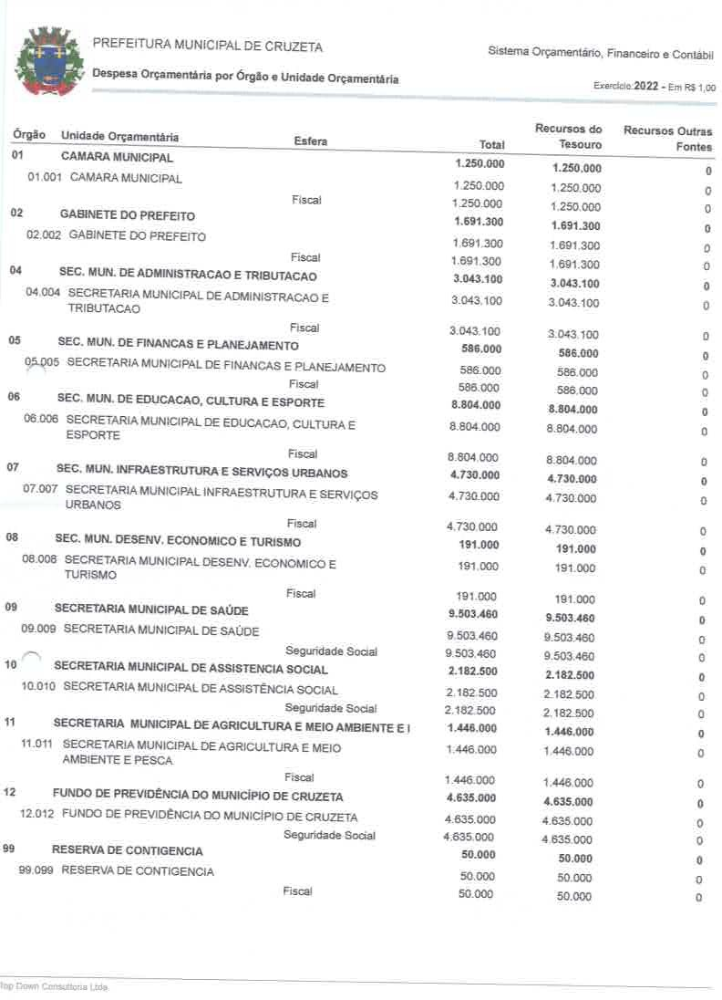 PREFEITURA MUNICIPAL DE CRUZETA
Sistema Orçamentário, Financeiro e Contábil
Despesa Orçamentária por Órgão e Unidade Orçamentária
Exercício:2022 - Em R$ 1,00
Órgão Unidade Orçamentária Esfera Total Recursos do Tesouro Recursos Outras Fontes
01 CAMARA MUNICIPAL 1.250.000 1.250.000 0
01.001 CAMARA MUNICIPAL 1.250.000 1.250.000 0
Fiscal 1.250.000 1.250.000 0
02 GABINETE DO PREFEITO 1.691.300 1.691.300 0
02.002 GABINETE DO PREFEITO 1.691.300 1.691.300 0
Fiscal 1.691.300 1.691.300 0
04 SEC. MUN. DE ADMINISTRACAO E TRIBUTACAO 3.043.100 3.043.100 0
04.004 SECRETARIA MUNICIPAL DE ADMINISTRACAO E 3.043.100 3.043.100 0
TRIBUTACAO
Fiscal 3.043.100 3.043.100 0
05 SEC. MUN. DE FINANCAS E PLANEJAMENTO 586.000 586.000 0
05.005 SECRETARIA MUNICIPAL DE FINANCAS E PLANEJAMENTO 586.000 586.000 0
Fiscal 586.000 586.000 0
06 SEC. MUN. DE EDUCACAO, CULTURA E ESPORTE 8.804.000 8.804.000 0
06.006 SECRETARIA MUNICIPAL DE EDUCACAO, CULTURA E 8.804.000 8.804.000 0
ESPORTE
Fiscal 8.804.000 8.804.000 0
07 SEC. MUN. INFRAESTRUTURA E SERVIÇOS URBANOS 4.730.000 4.730.000 0
07.007 SECRETARIA MUNICIPAL INFRAESTRUTURA E SERVIÇOS 4.730.000 4.730.000 0
URBANOS
Fiscal 4.730.000 4.730.000 0
08 SEC. MUN. DESENV. ECONOMICO E TURISMO 191.000 191.000 0
08.008 SECRETARIA MUNICIPAL DESENV. ECONOMICO E 191.000 191.000 0
TURISMO
Fiscal 191.000 191.000 0
09 SECRETARIA MUNICIPAL DE SAÚDE 9.503.460 9.503.460 0
09.009 SECRETARIA MUNICIPAL DE SAÚDE 9.503.460 9.503.460 0
Seguridade Social 9.503.460 9.503.460 0
10 SECRETARIA MUNICIPAL DE ASSISTENCIA SOCIAL 2.182.500 2.182.500 0
10.010 SECRETARIA MUNICIPAL DE ASSISTÊNCIA SOCIAL 2.182.500 2.182.500 0
Seguridade Social 2.182.500 2.182.500 0
11 SECRETARIA MUNICIPAL DE AGRICULTURA E MEIO AMBIENTE E I 1.446.000 1.446.000 0
11.011 SECRETARIA MUNICIPAL DE AGRICULTURA E MEIO 1.446.000 1.446.000 0
AMBIENTE E PESCA
Fiscal 1.446.000 1.446.000 0
12 FUNDO DE PREVIDÊNCIA DO MUNICÍPIO DE CRUZETA 4.635.000 4.635.000 0
12.012 FUNDO DE PREVIDÊNCIA DO MUNICÍPIO DE CRUZETA 4.635.000 4.635.000 0
Seguridade Social 4.635.000 4.635.000 0
99 RESERVA DE CONTIGENCIA 50.000 50.000 0
99.099 RESERVA DE CONTIGENCIA 50.000 50.000 0
Fiscal 50.000 50.000 0
Top Down Consultoria Ltda.